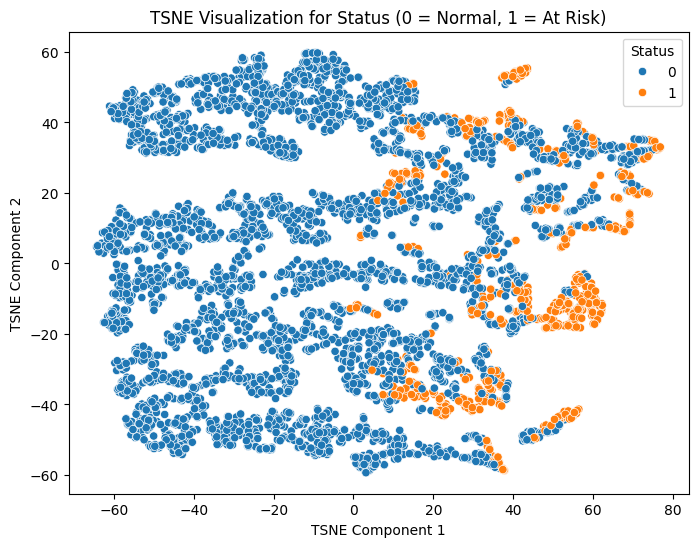 TSNE Visualization for Status (0 = Normal, 1 = At Risk)
Status
0
1
60
40
20
0
−20
−40
−60
TSNE Component 2
−60 −40 −20 0 20 40 60 80
TSNE Component 1